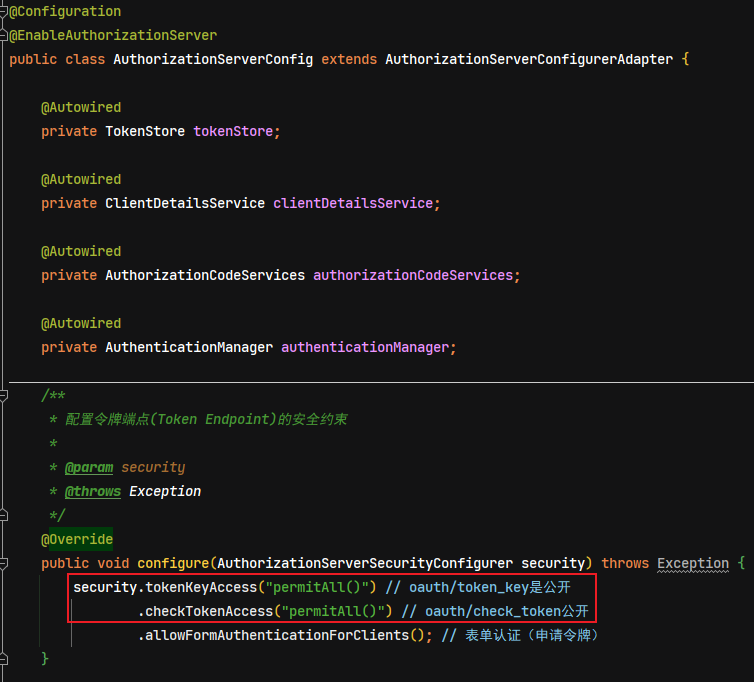 @Configuration
@EnableAuthorizationServer
public class AuthorizationServerConfig extends AuthorizationServerConfigurerAdapter {
@Autowired
private TokenStore tokenStore;
@Autowired
private ClientDetailsService clientDetailsService;
@Autowired
private AuthorizationCodeServices authorizationCodeServices;
@Autowired
private AuthenticationManager authenticationManager;
/**
* 配置令牌端点(Token Endpoint)的安全约束
*
* @param security
* @throws Exception
*/
@Override
public void configure(AuthorizationServerSecurityConfigurer security) throws Exception {
security.tokenKeyAccess("permitAll()") // oauth/token_key是公开
.checkTokenAccess("permitAll()") // oauth/check_token公开
.allowFormAuthenticationForClients(); // 表单认证（申请令牌）
}